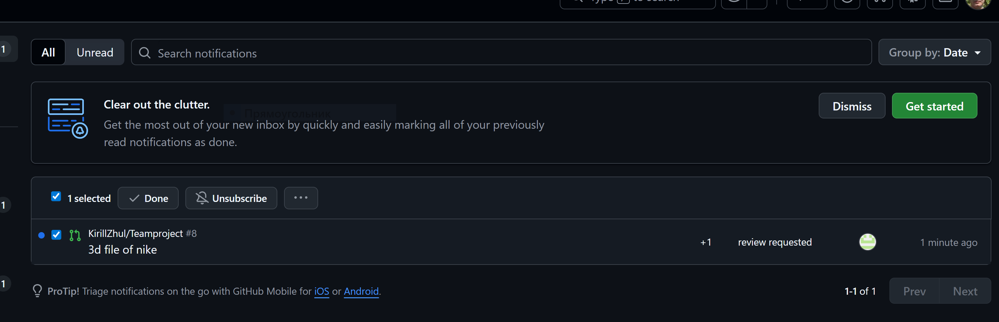 1
All
Unread
Search notifications
Group by: Date
Clear out the clutter.
Прямоугольник
Get the most out of your new inbox by quickly and easily marking all of your previously
read notifications as done.
Dismiss
Get started
1 selected
Done
Unsubscribe
1
KirillZhul/Teamproject #8
3d file of nike
+1
review requested
1 minute ago
1
ProTip! Triage notifications on the go with GitHub Mobile for iOS or Android.
1-1 of 1
Prev
Next